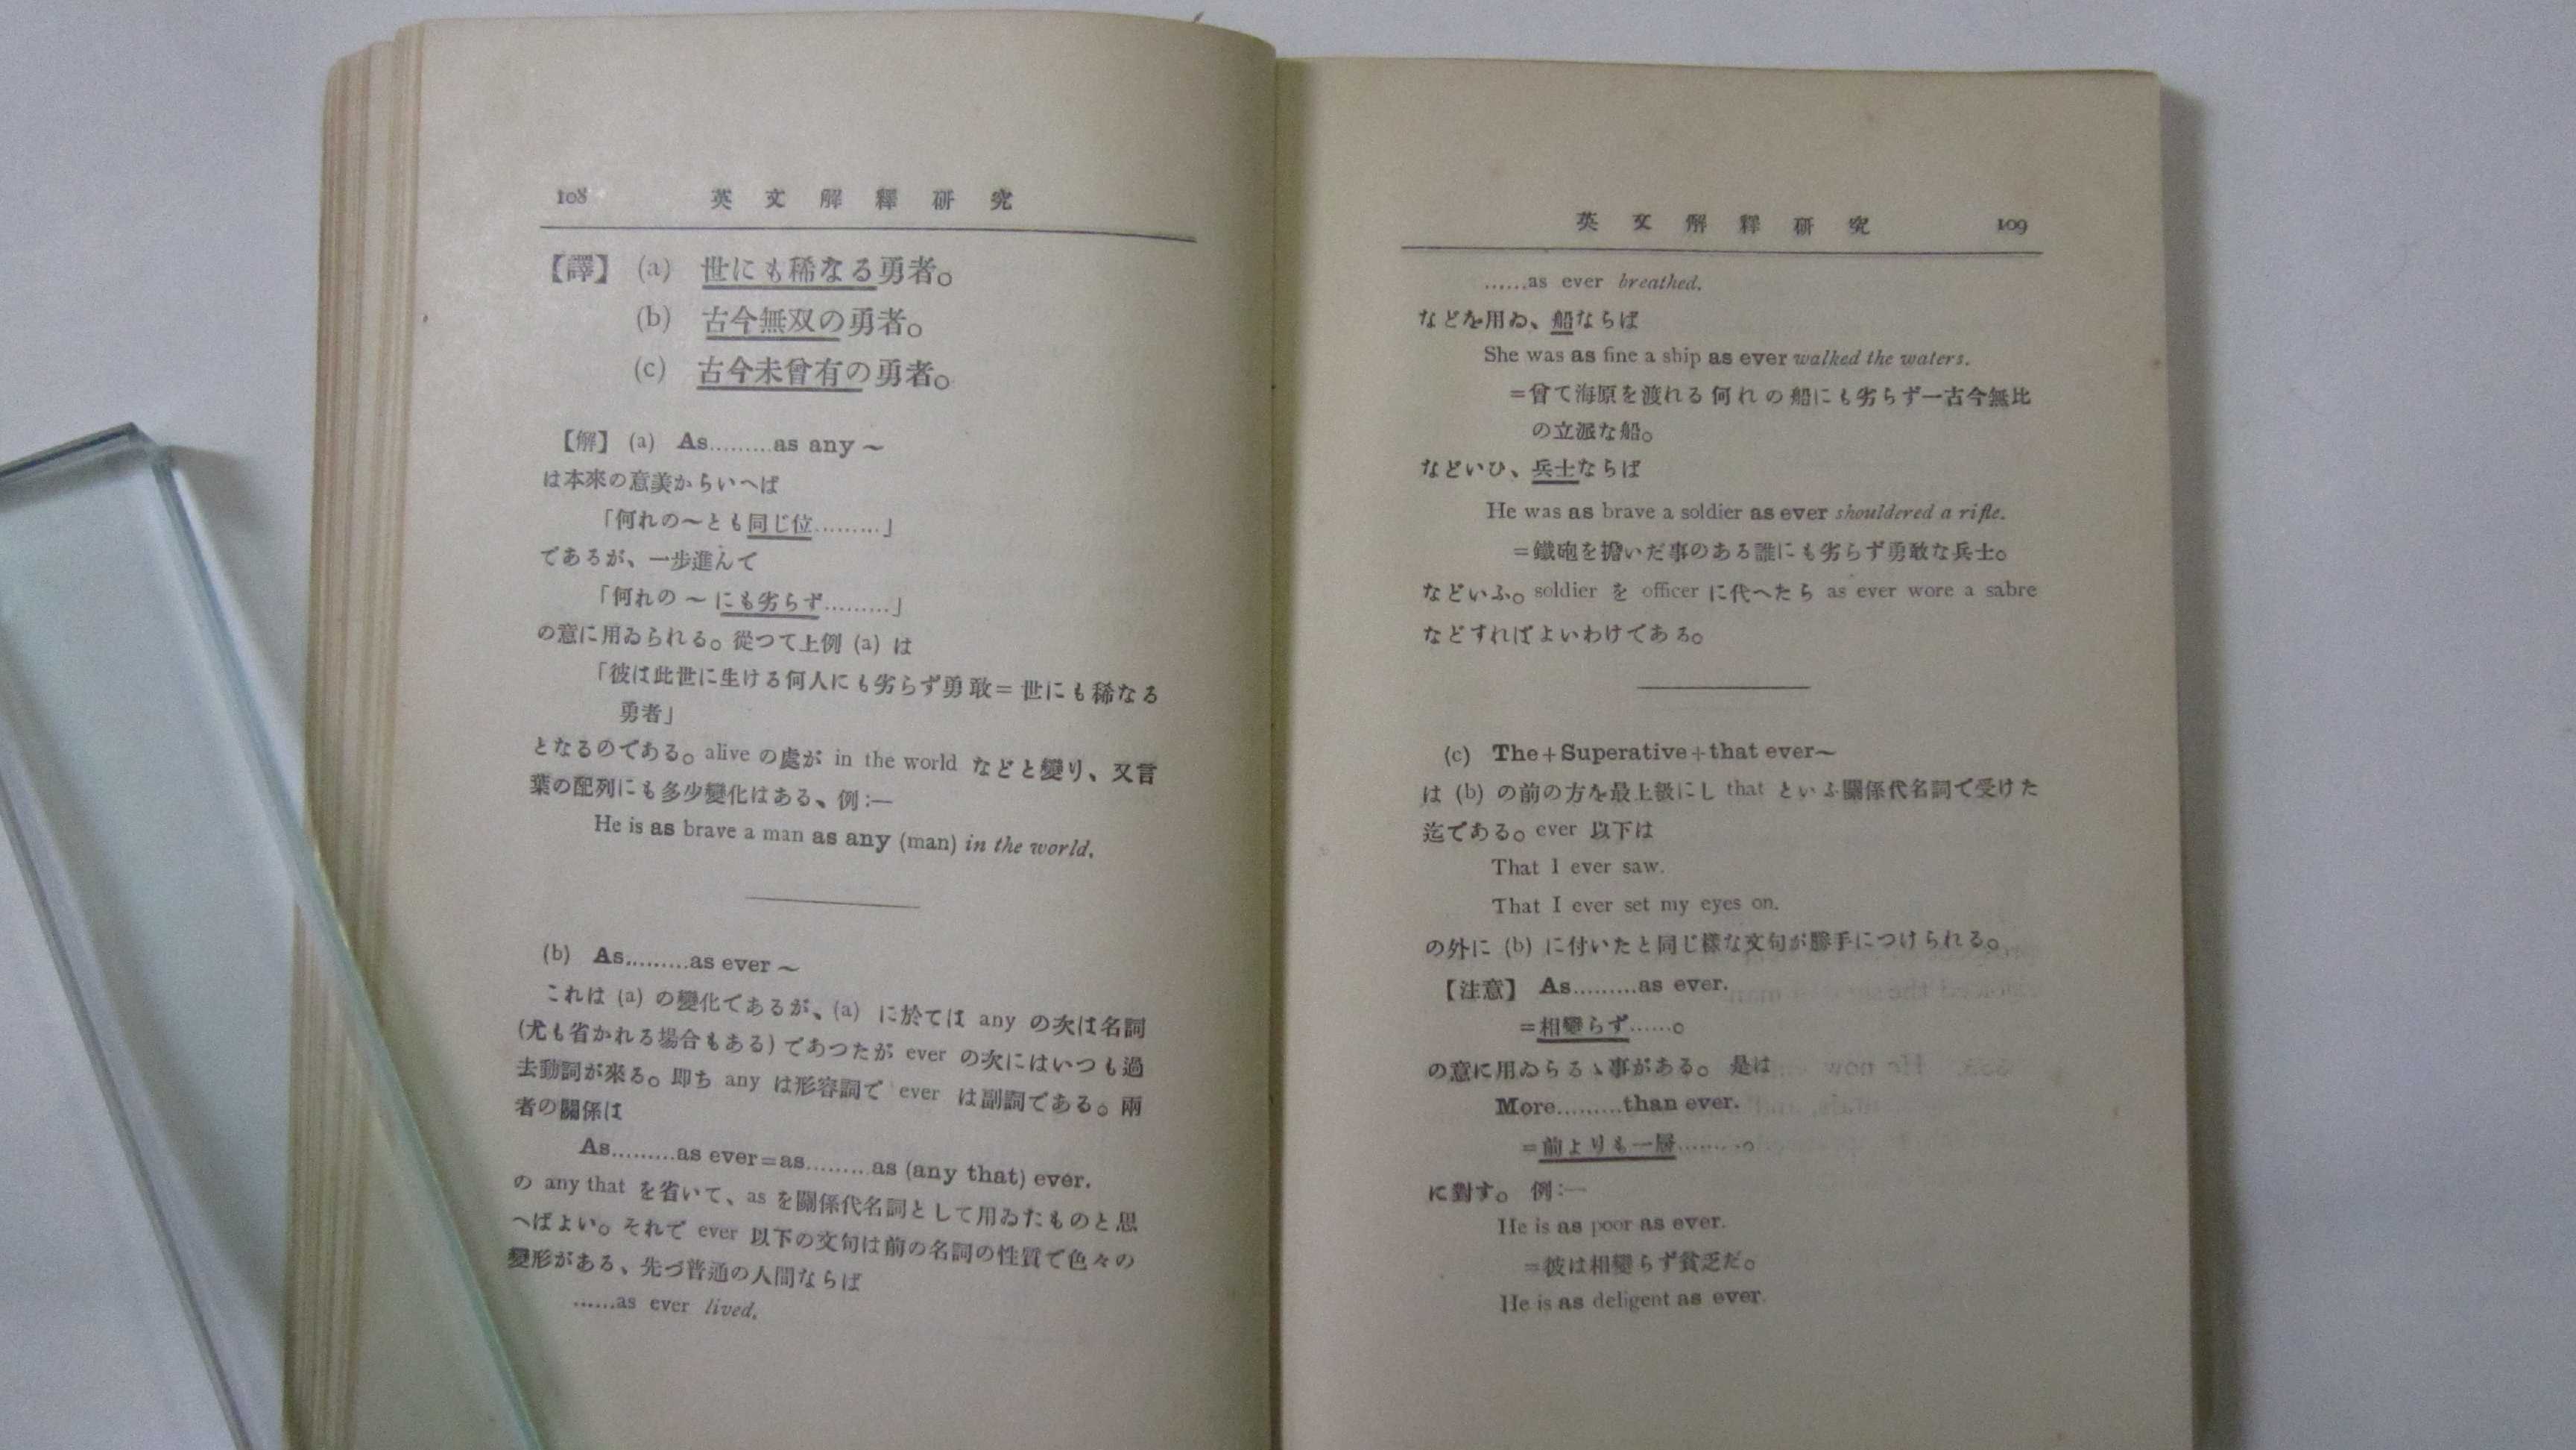 108 英文解釋研究
【譯】 (a) 世にも稀なる勇者。
(b) 古今無双の勇者。
(c) 古今未曾有の勇者。
【解】 (a) As.........as any ～
は本來の意義からいへば
「何れの～とも同じ位.........」
であるが、一步進んで
「何れの ～ にも劣らず.........」
の意に用ゐられる。從つて上例 (a) は
「彼は此世に生ける何人にも劣らず勇敢＝世にも稀なる
勇者」
となるのである。alive の處が in the world などと變り、又言
葉の配列にも多少變化はある、例:—
He is as brave a man as any (man) in the world.
(b) As.........as ever ～
これは (a) の變化であるが、(a) に於ては any の次は名詞
(尤も省かれる場合もある) であつたが ever の次にはいつも過
去動詞が來る。即ち any は形容詞で ever は副詞である。兩
者の關係は
As.........as ever=as.........as (any that) ever.
の any that を省いて、as を關係代名詞として用ゐたものと思
へばよい。それで ever 以下の文句は前の名詞の性質で色々の
變形がある、先づ普通の人間ならば
......as ever lived.
英文解釋研究 109
......as ever breathed.
などを用ゐ、船ならば
She was as fine a ship as ever walked the waters.
＝曾て海原を渡れる何れの船にも劣らず一古今無比
の立派な船。
などいひ、兵士ならば
He was as brave a soldier as ever shouldered a rifle.
＝鐵砲を擔いだ事のある誰にも劣らず勇敢な兵士。
などいふ。soldier を officer に代へたら as ever wore a sabre
などすればよいわけである。
(c) The+Superative+that ever～
は (b) の前の方を最上級にし that といふ關係代名詞で受けた
迄である。ever 以下は
That I ever saw.
That I ever set my eyes on.
の外に (b) に付いたと同じ樣な文句が勝手につけられる。
【注意】 As.........as ever.
＝相變らず......。
の意に用ゐらるゝ事がある。 是は
More.........than ever.
＝前よりも一層.........。
に對す。 例:—
He is as poor as ever.
＝彼は相變らず貧乏だ。
He is as deligent as ever.